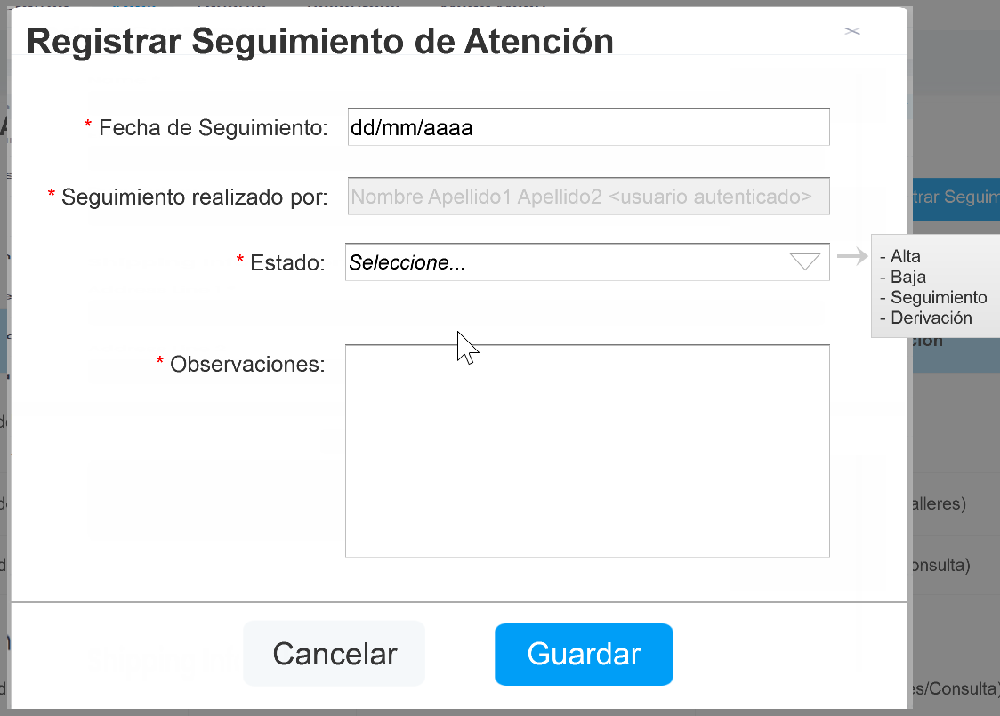 Registrar Seguimiento de Atención
* Fecha de Seguimiento: dd/mm/aaaa
* Seguimiento realizado por: Nombre Apellido1 Apellido2 <usuario autenticado>
trar Seguim
* Estado: Seleccione...
- Alta
- Baja
- Seguimiento
- Derivación
ción
* Observaciones:
alleres)
onsulta)
Cancelar Guardar
es/Consulta)